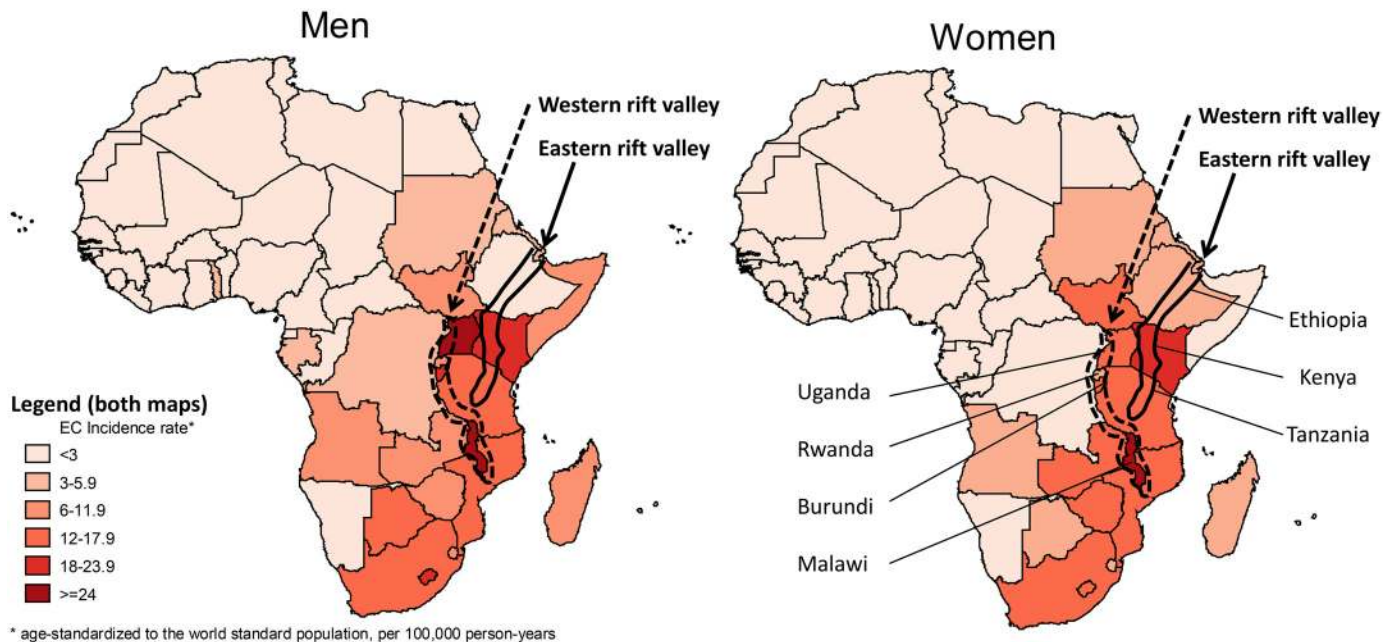 Men
Women
Western rift valley
Eastern rift valley
Western rift valley
Eastern rift valley
Ethiopia
Kenya
Tanzania
Uganda
Rwanda
Burundi
Malawi
Legend (both maps)
EC Incidence rate*
<3
3-5.9
6-11.9
12-17.9
18-23.9
>=24
* age-standardized to the world standard population, per 100,000 person-years